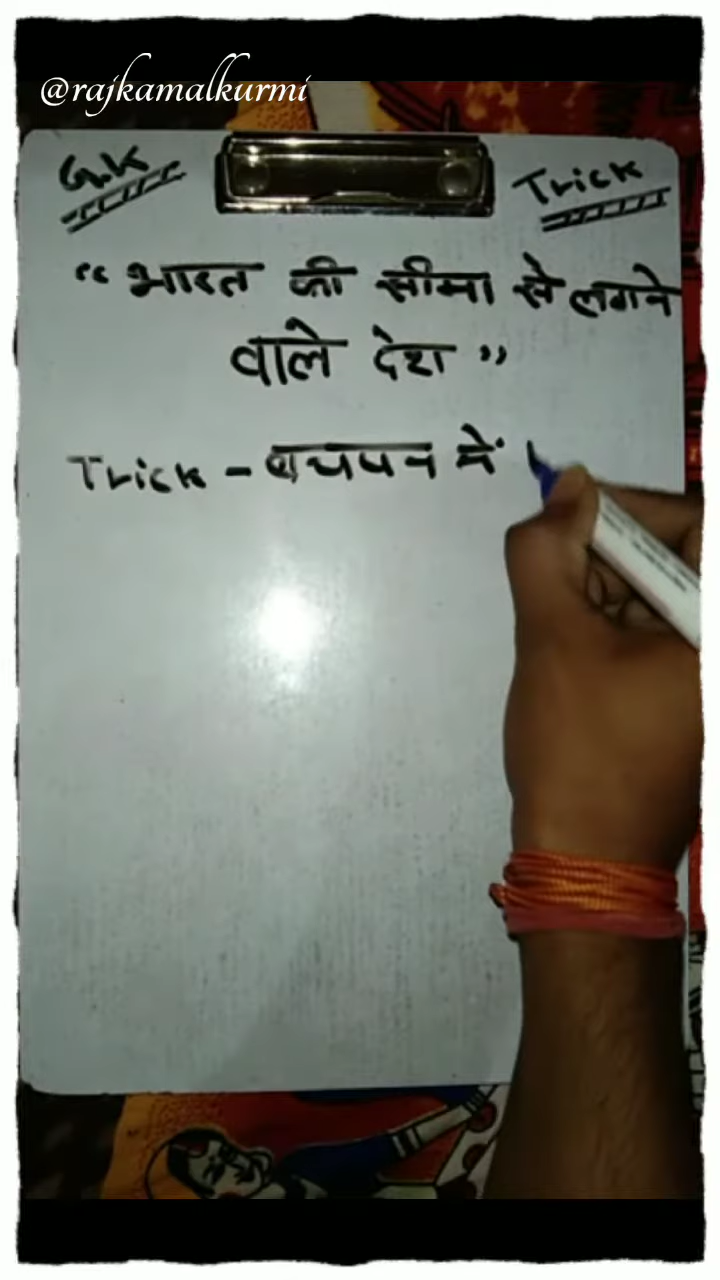 @rajkamalkurmi
G.K
Trick
“ भारत की सीमा से लगने
वाले देश ”
Trick - बचपन में